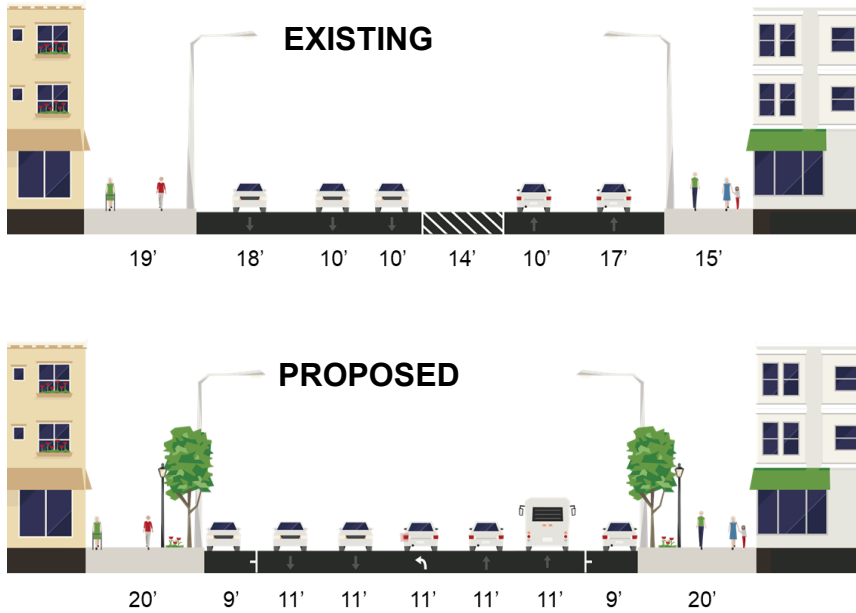 EXISTING
19’ 18’ 10’ 10’ 14’ 10’ 17’ 15’
PROPOSED
20’ 9’ 11’ 11’ 11’ 11’ 11’ 9’ 20’